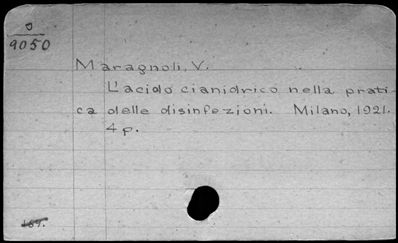 O
9050
Maragnoli, V.
L'acido cianidrico nella prati-
ca delle disinfezioni. Milano, 1921.
4 p.